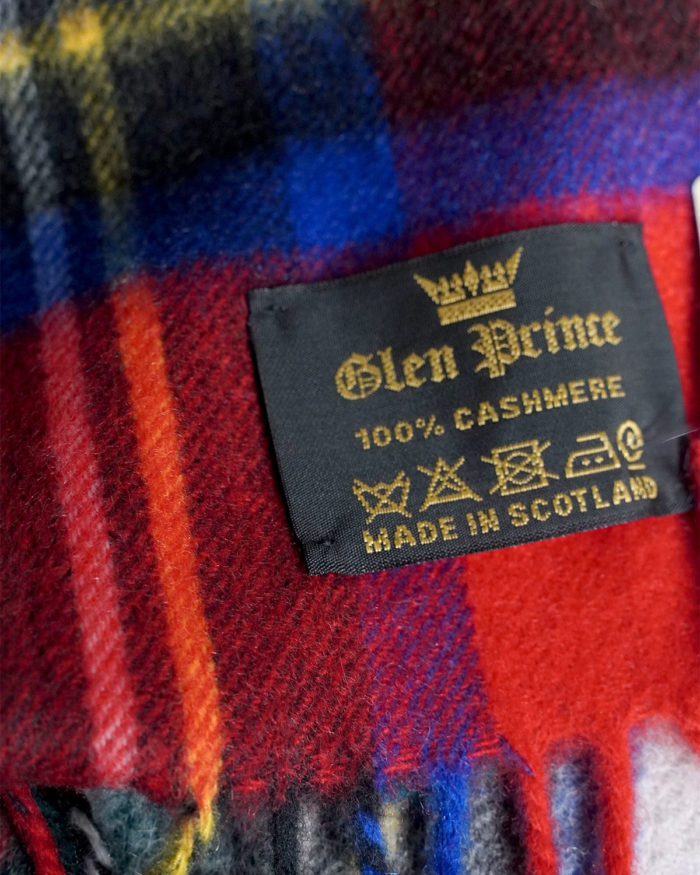 Glen Prince
100% CASHMERE
MADE IN SCOTLAND